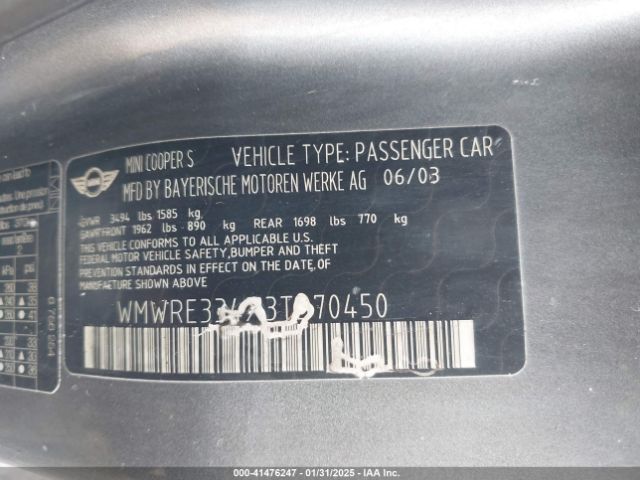 MINI COOPER S VEHICLE TYPE: PASSENGER CAR
MFD BY BAYERISCHE MOTOREN WERKE AG 06/03
GVWR 3494 lbs 1585 kg
GAWRFRONT 1962 lbs - 890 kg REAR 1698 lbs 770 kg
THIS VEHICLE CONFORMS TO ALL APPLICABLE U.S.
FEDERAL MOTOR VEHICLE SAFETY, BUMPER AND THEFT
PREVENTION STANDARDS IN EFFECT ON THE DATE OF
MANUFACTURE SHOWN ABOVE
kPa psi
000-41476247 - 01/31/2025 - IAA Inc.